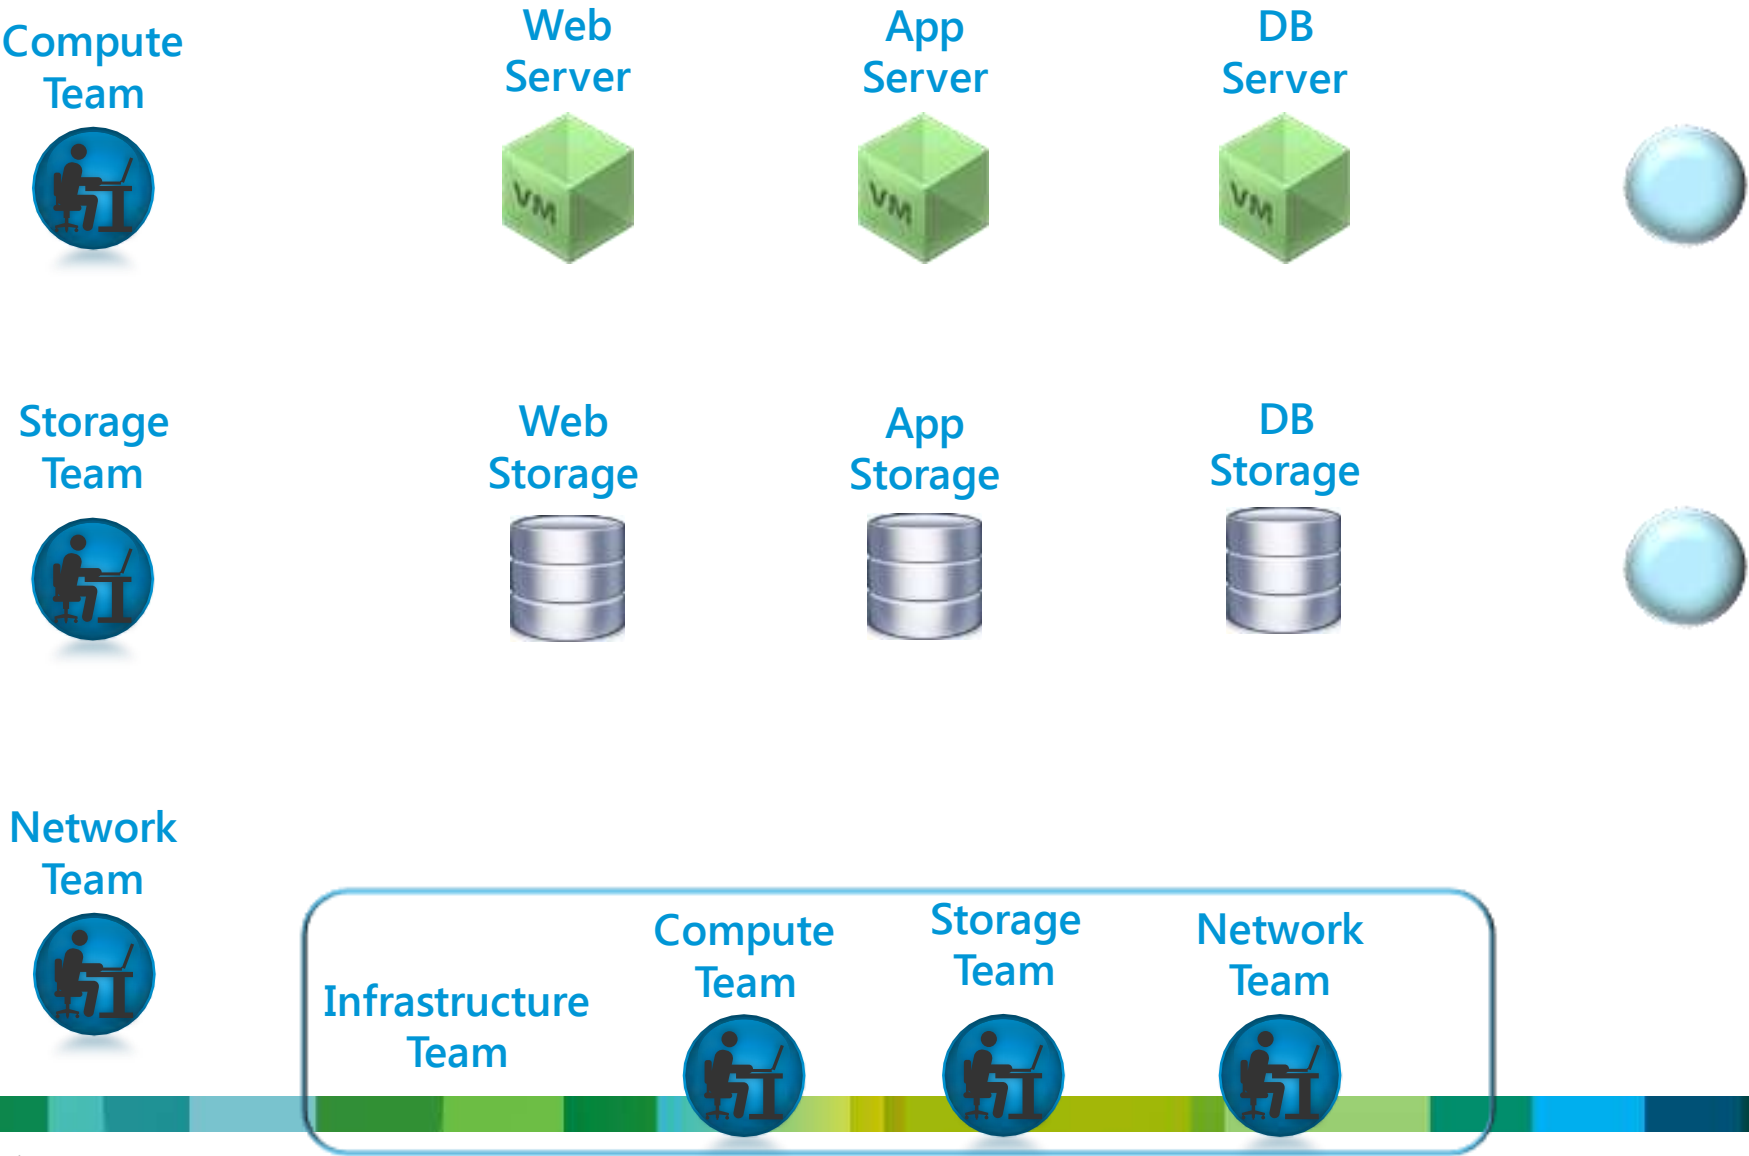 Compute
Team
Web
Server
App
Server
DB
Server
VM
VM
VM
Storage
Team
Web
Storage
App
Storage
DB
Storage
Network
Team
Infrastructure
Team
Compute
Team
Storage
Team
Network
Team